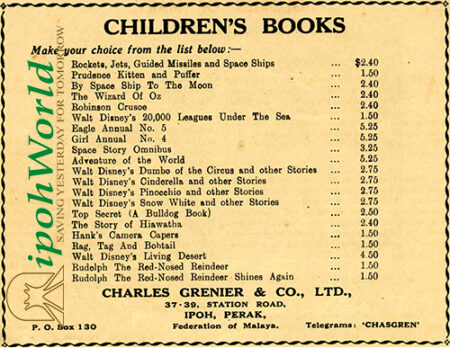 CHILDREN'S BOOKS
Make your choice from the list below:—
Rockets, Jets, Guided Missiles and Space Ships ... $2.40
Prudence Kitten and Puffer ... 1.50
By Space Ship To The Moon ... 2.40
The Wizard Of Oz ... 2.40
Robinson Crusoe ... 2.40
Walt Disney's 20,000 Leagues Under The Sea ... 1.50
Eagle Annual No. 5 ... 5.25
Girl Annual No. 4 ... 5.25
Space Story Omnibus ... 3.25
Adventure of the World ... 5.25
Walt Disney's Dumbo of the Circus and other Stories ... 2.75
Walt Disney's Cinderella and other Stories ... 2.75
Walt Disney's Pinocchio and other Stories ... 2.75
Walt Disney's Snow White and other Stories ... 2.75
Top Secret (A Bulldog Book) ... 2.50
The Story of Hiawatha ... 2.40
Hank's Camera Capers ... 1.50
Rag, Tag And Bobtail ... 1.50
Walt Disney's Living Desert ... 4.50
Rudolph The Red-Nosed Reindeer ... 1.50
Rudolph The Red-Nosed Reindeer Shines Again ... 1.50
CHARLES GRENIER & CO., LTD.,
37-39, STATION ROAD,
IPOH, PERAK,
P. O. Box 130 Federation of Malaya. Telegrams: 'CHASGREN'
ipohWorld
SAVING YESTERDAY FOR TOMORROW